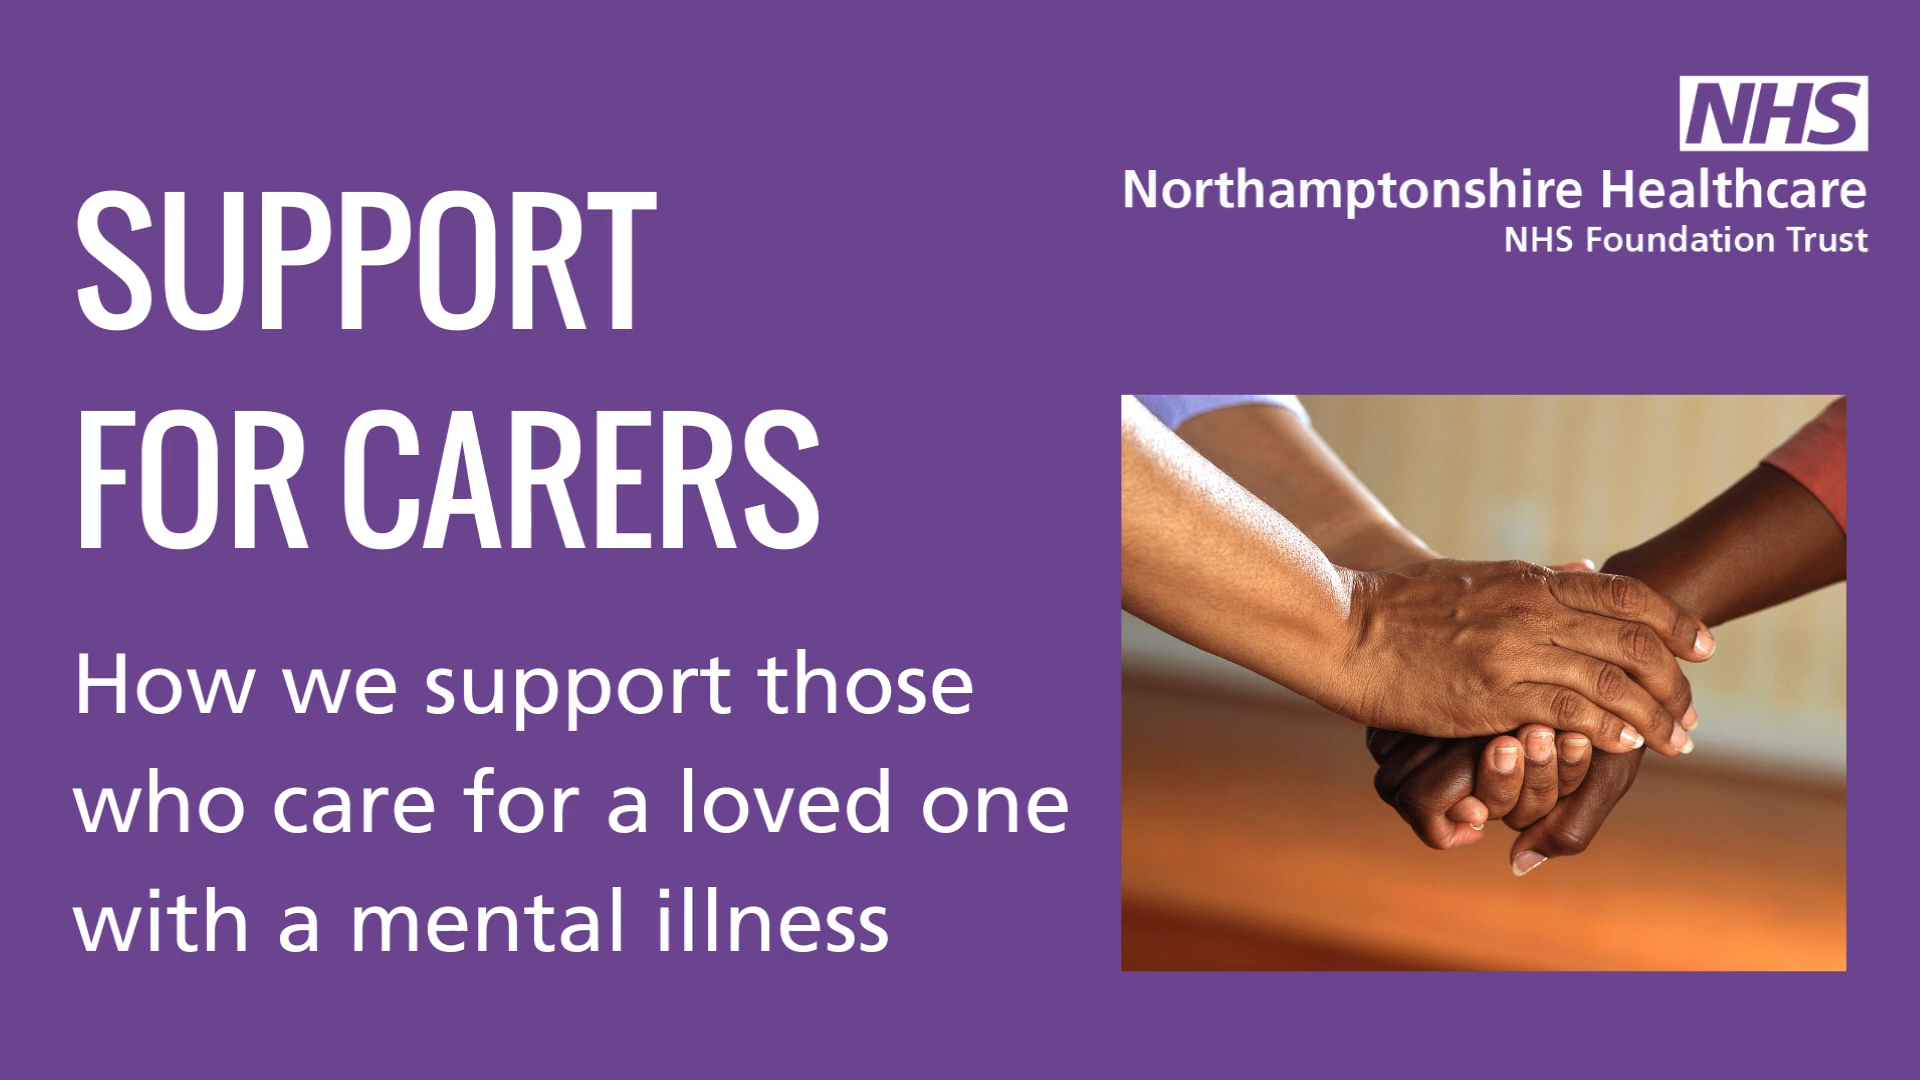 NHS
Northamptonshire Healthcare
NHS Foundation Trust
SUPPORT
FOR CARERS
How we support those
who care for a loved one
with a mental illness